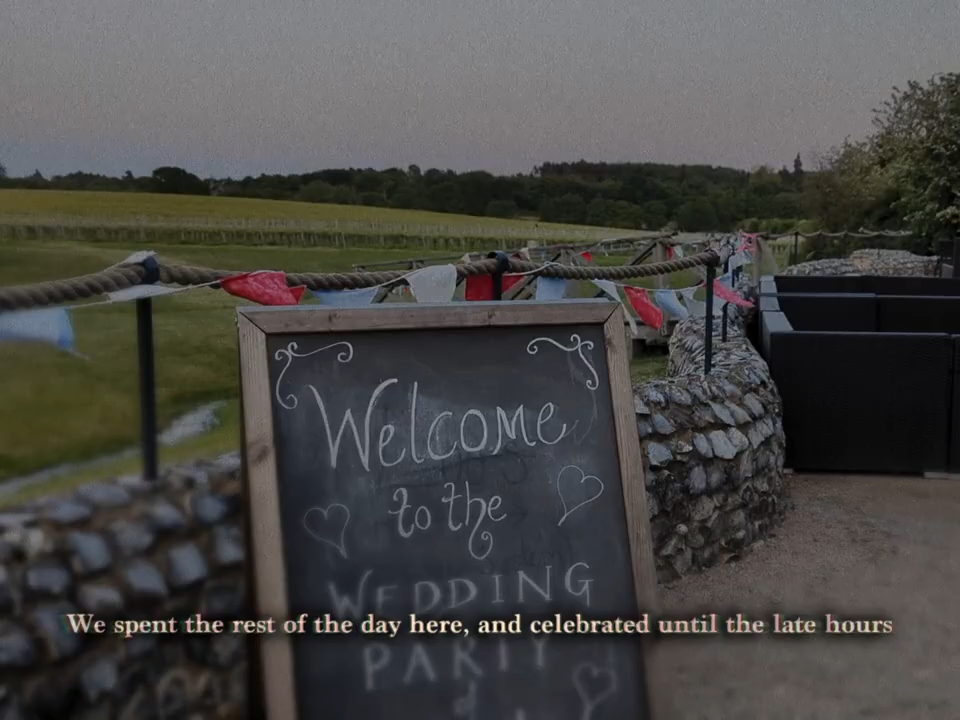 Welcome
to the
WEDDING
We spent the rest of the day here, and celebrated until the late hours
PARTY